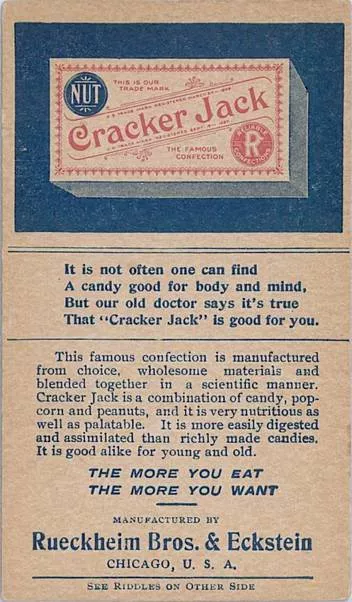 NUT
THIS IS OUR
TRADE MARK
Cracker Jack
THE FAMOUS
CONFECTION
RELIABLE
R
CONFECTIONS
It is not often one can find
A candy good for body and mind,
But our old doctor says it's true
That "Cracker Jack" is good for you.
This famous confection is manufactured
from choice, wholesome materials and
blended together in a scientific manner.
Cracker Jack is a combination of candy, pop-
corn and peanuts, and it is very nutritious as
well as palatable. It is more easily digested
and assimilated than richly made candies.
It is good alike for young and old.
THE MORE YOU EAT
THE MORE YOU WANT
MANUFACTURED BY
Rueckheim Bros. & Eckstein
CHICAGO, U. S. A.
SEE RIDDLES ON OTHER SIDE